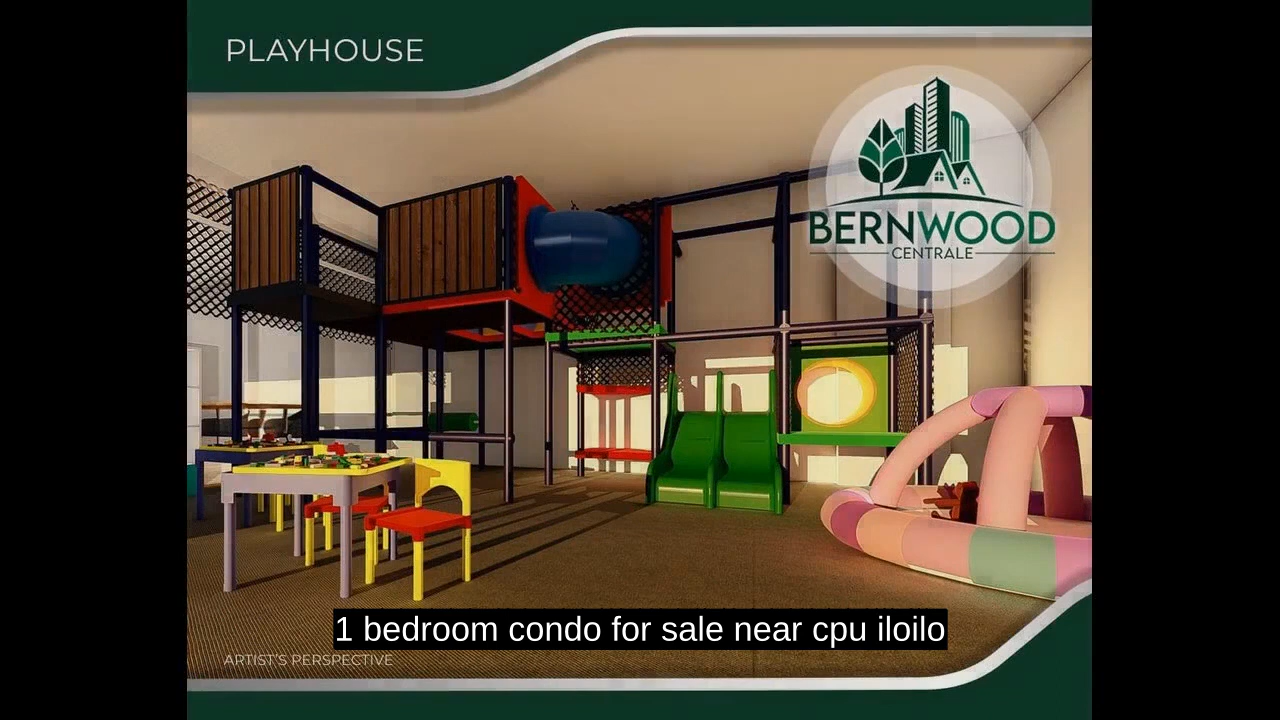 PLAYHOUSE
BERNWOOD
CENTRALE
1 bedroom condo for sale near cpu iloilo
ARTIST'S PERSPECTIVE